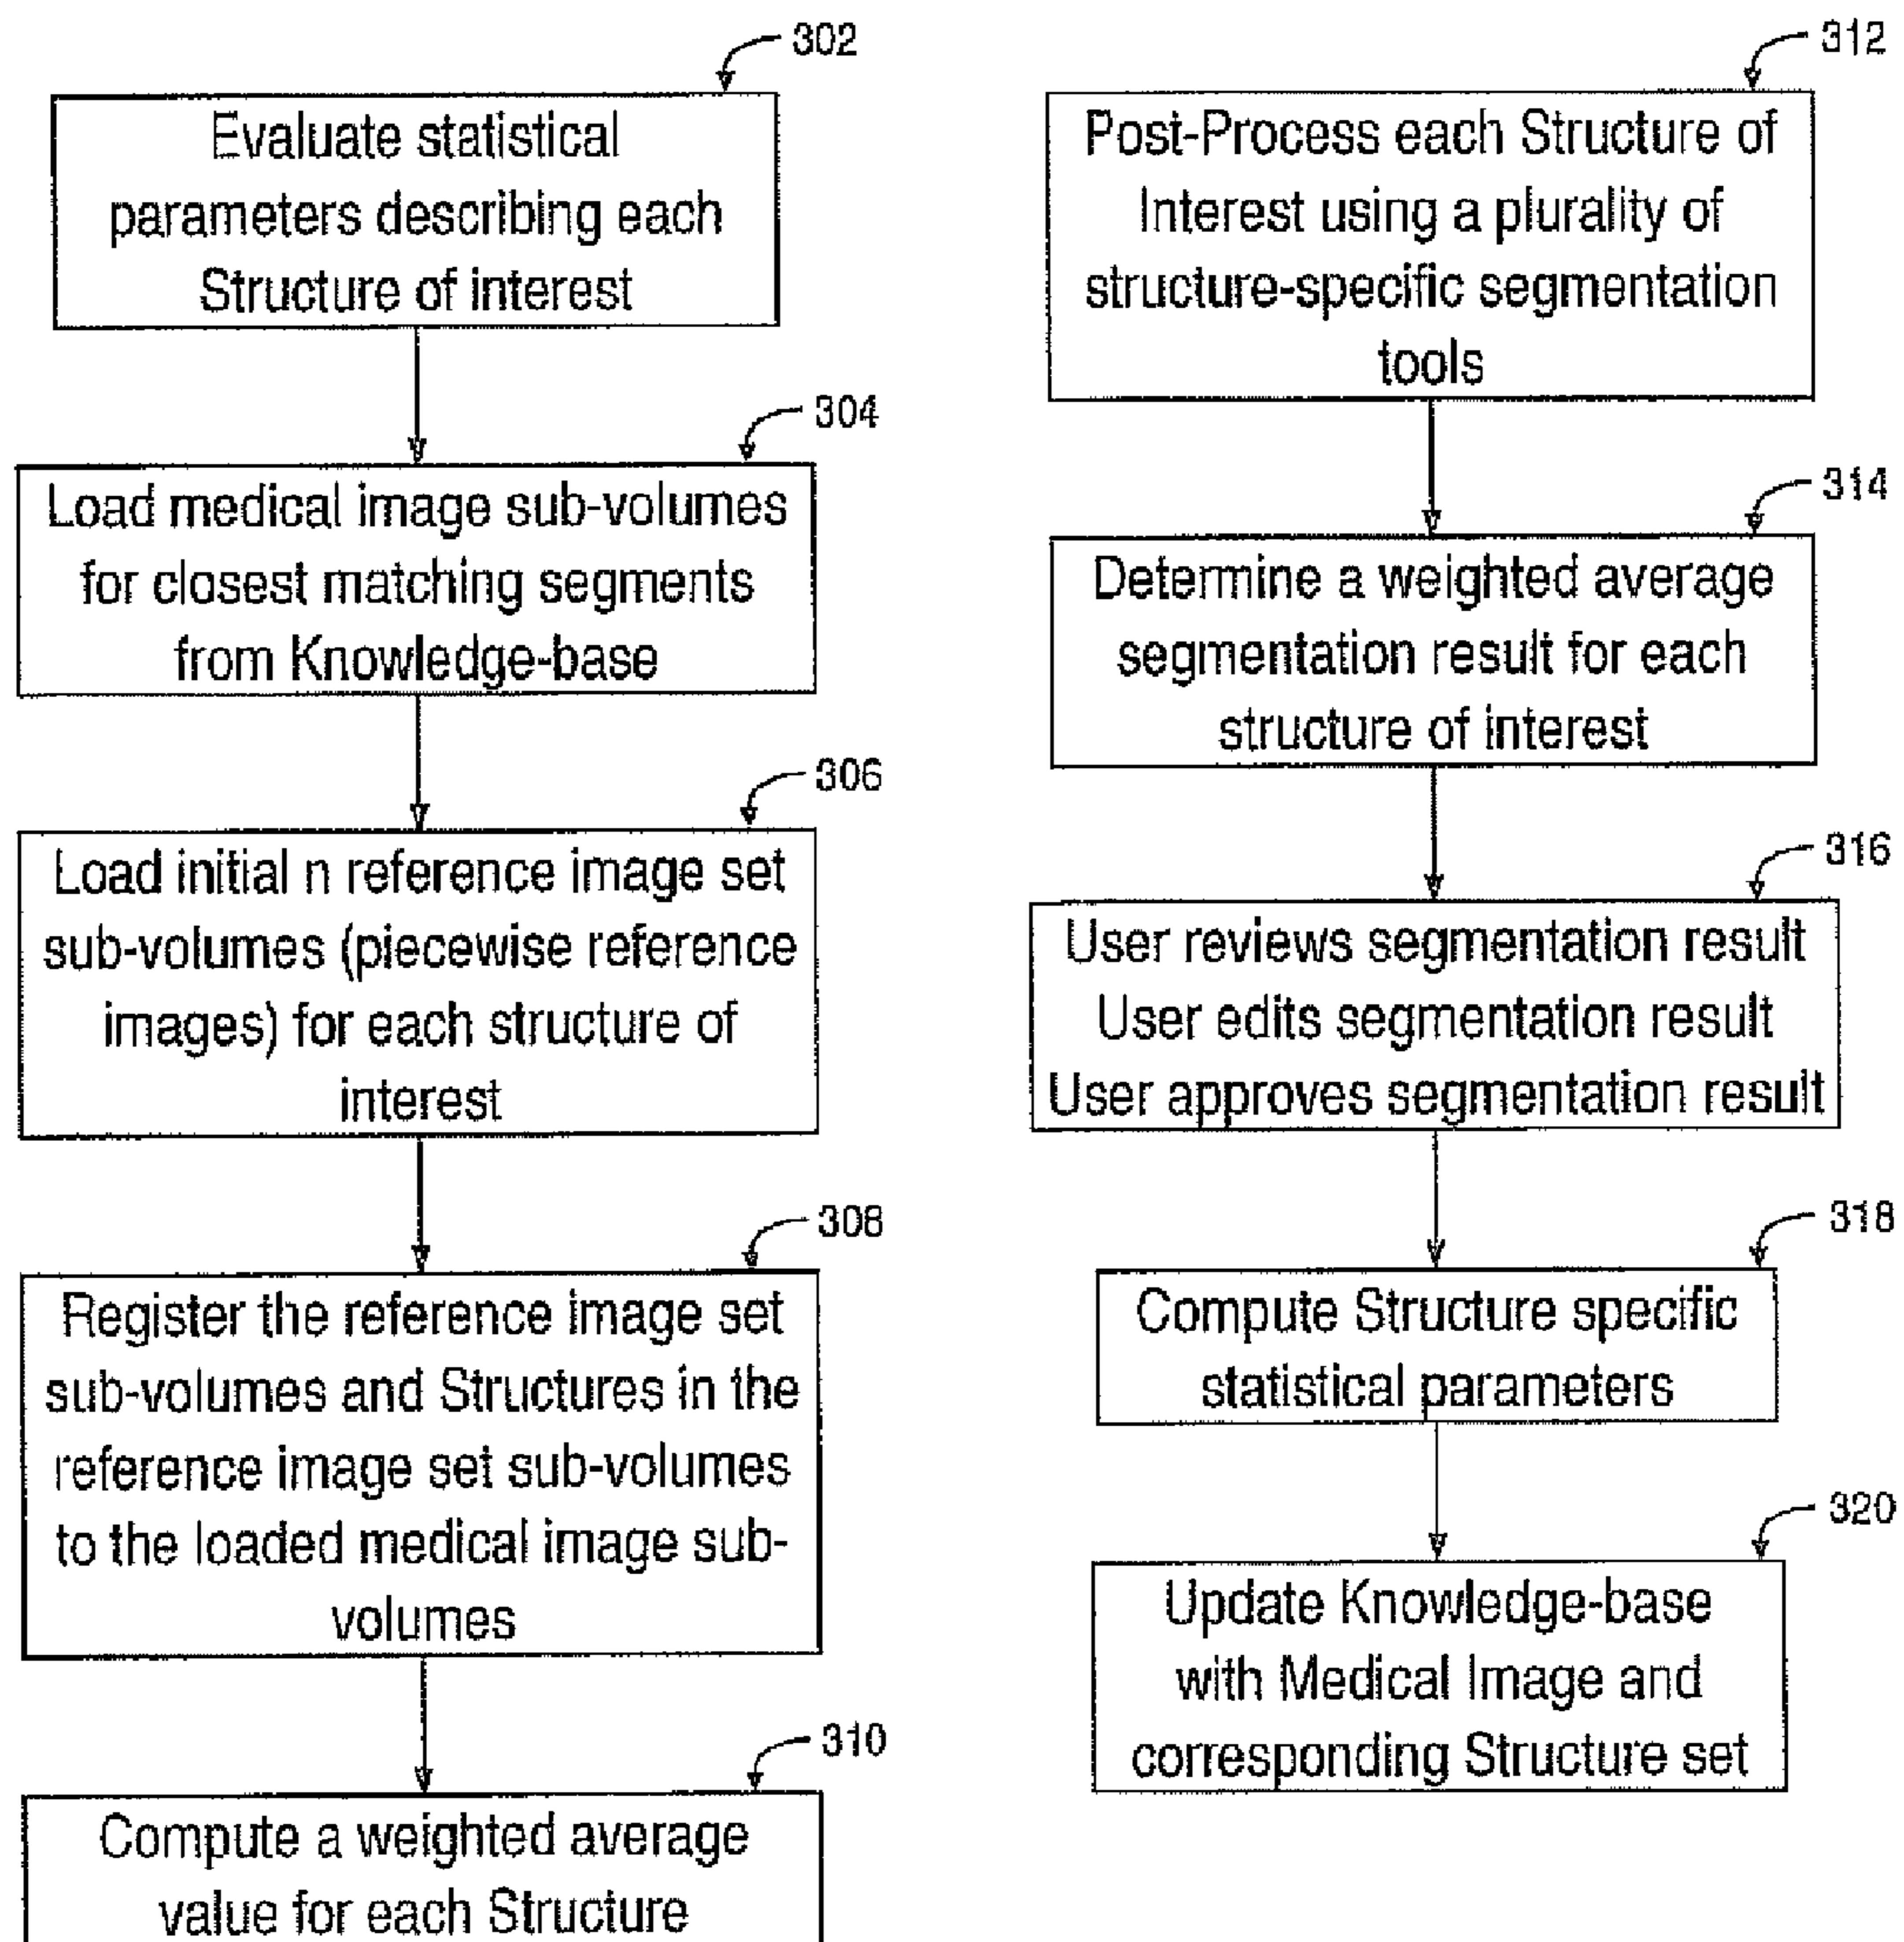 302
Evaluate statistical
parameters describing each
Structure of interest
304
Load medical image sub-volumes
for closest matching segments
from Knowledge-base
306
Load initial n reference image set
sub-volumes (piecewise reference
images) for each structure of
interest
308
Register the reference image set
sub-volumes and Structures in the
reference image set sub-volumes
to the loaded medical image sub-
volumes
310
Compute a weighted average
value for each Structure
312
Post-Process each Structure of
Interest using a plurality of
structure-specific segmentation
tools
314
Determine a weighted average
segmentation result for each
structure of interest
316
User reviews segmentation result
User edits segmentation result
User approves segmentation result
318
Compute Structure specific
statistical parameters
320
Update Knowledge-base
with Medical Image and
corresponding Structure set